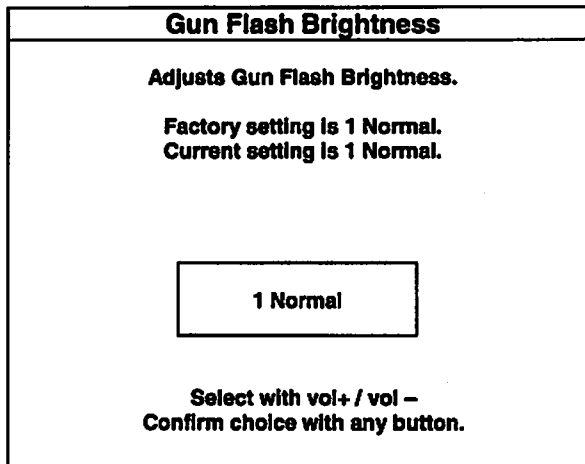 Gun Flash Brightness
Adjusts Gun Flash Brightness.
Factory setting is 1 Normal.
Current setting is 1 Normal.
1 Normal
Select with vol+ / vol –
Confirm choice with any button.